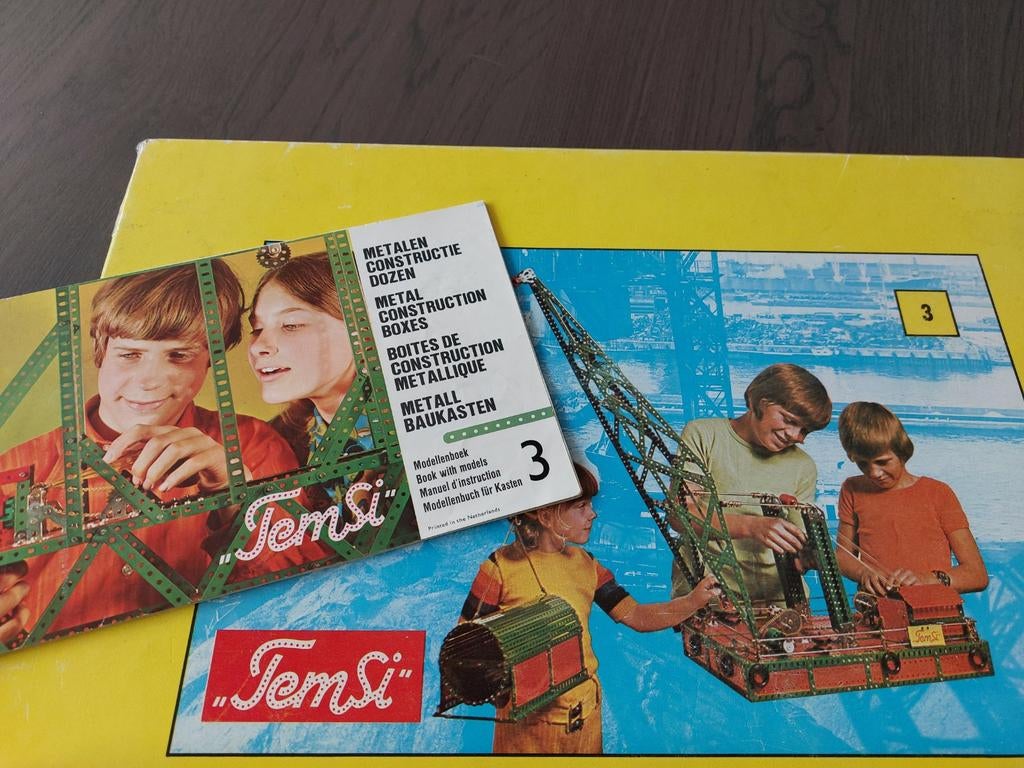 METALEN
CONSTRUCTIE
DOZEN
METAL
CONSTRUCTION
BOXES
BOITES DE
CONSTRUCTION
METALLIQUE
METALL
BAUKASTEN
Modellenboek
Book with models
Manuel d'instruction
Modellenbuch für Kasten
3
Printed in the Netherlands
„TemSi"
3
TemSi
„TemSi"